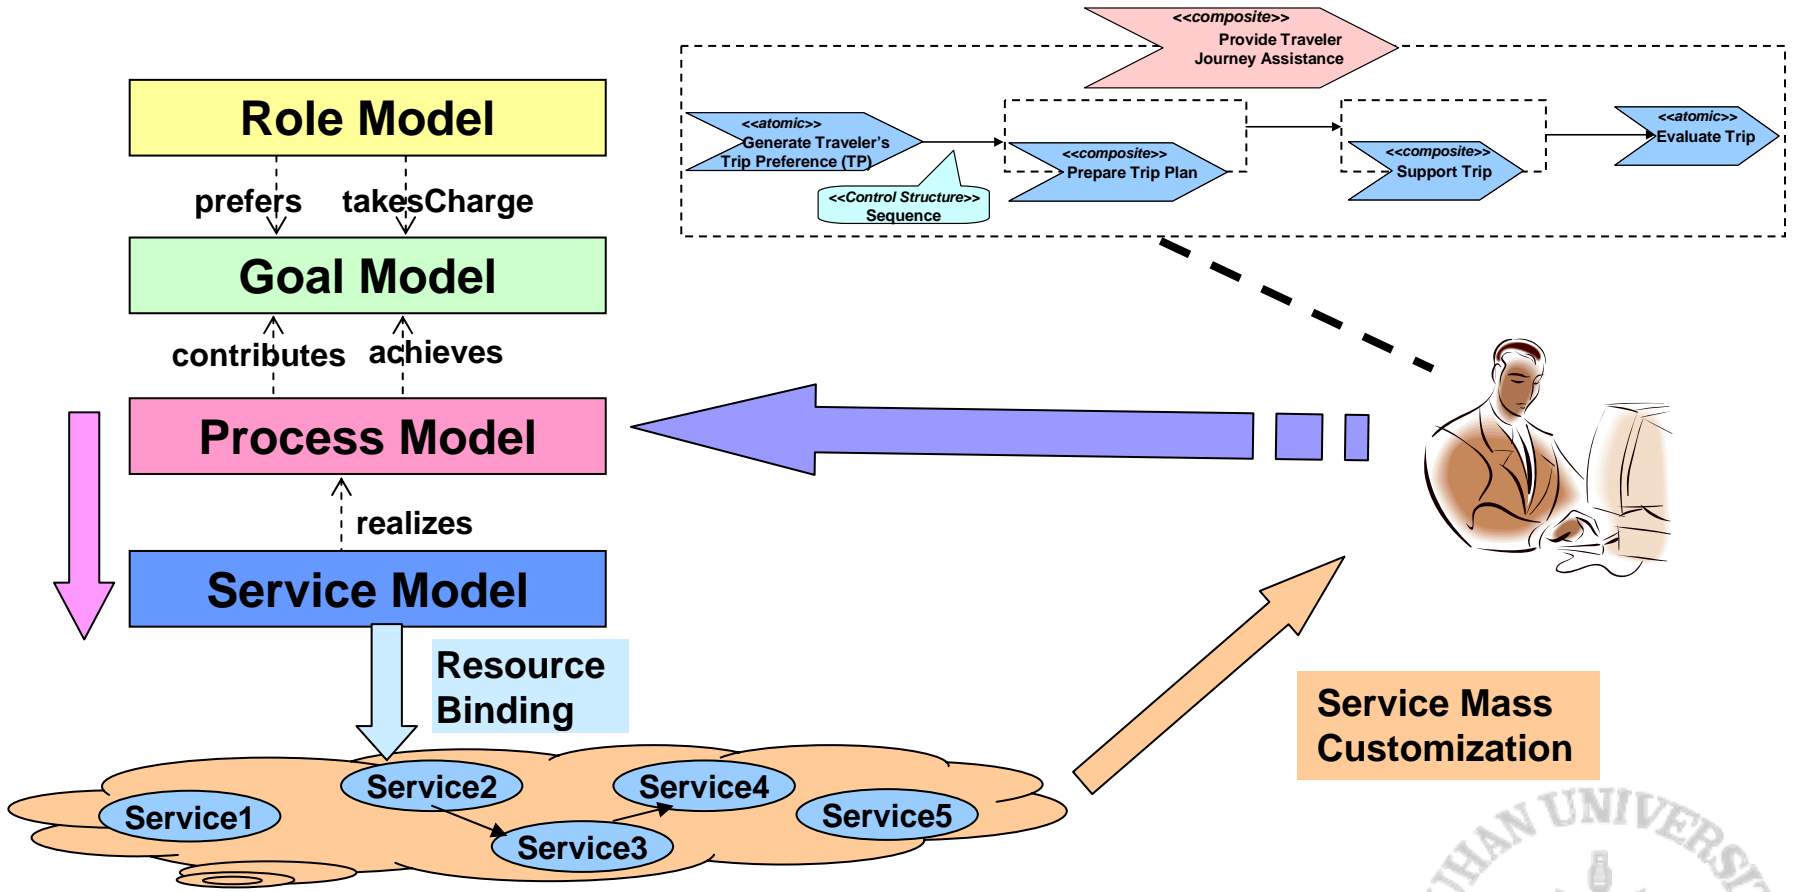 <<composite>>
Provide Traveler
Journey Assistance
<<atomic>>
Generate Traveler's
Trip Preference (TP)
<<composite>>
Prepare Trip Plan
<<composite>>
Support Trip
<<atomic>>
Evaluate Trip
<<Control Structure>>
Sequence
Role Model
prefers
takesCharge
Goal Model
contributes
achieves
Process Model
realizes
Service Model
Resource
Binding
Service Mass
Customization
Service1
Service2
Service3
Service4
Service5